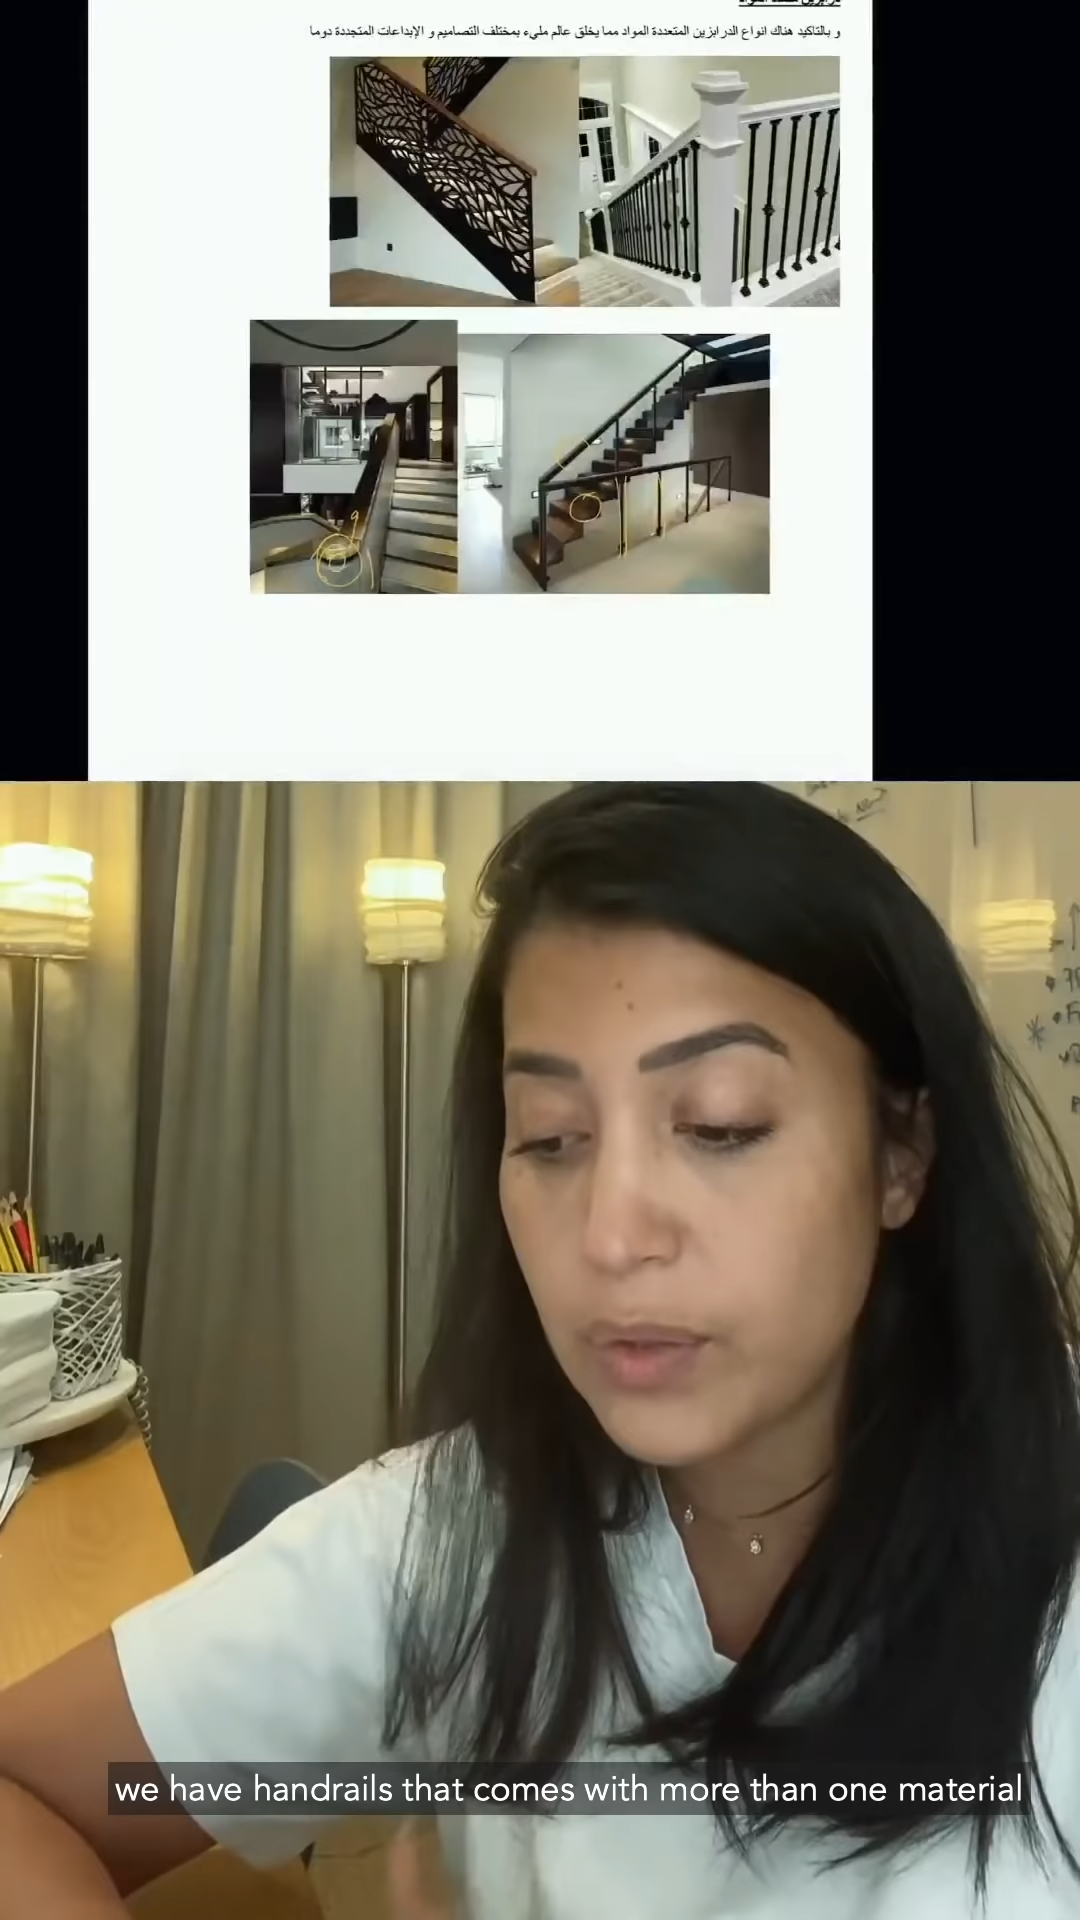 و بالتاكيد هناك انواع الدرابزين المتعددة المواد مما يخلق عالم مليء بمختلف التصاميم و الإبداعات المتجددة دوما
we have handrails that comes with more than one material